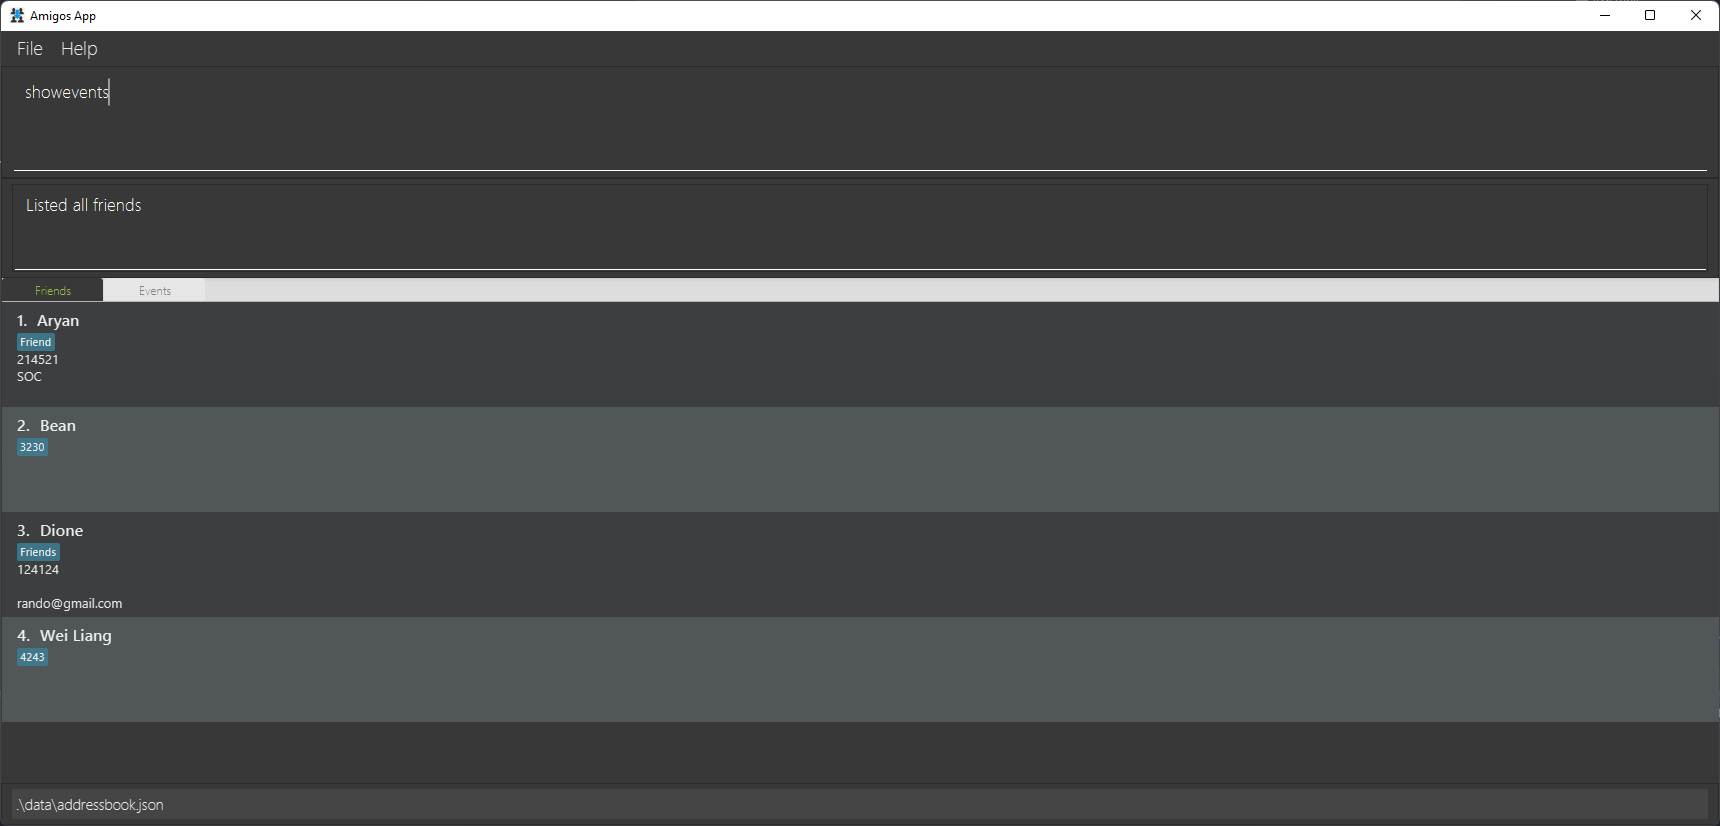 Amigos App
File Help
showevents
Listed all friends
Friends Events
1. Aryan
Friend
214521
SOC
2. Bean
3230
3. Dione
Friends
124124
rando@gmail.com
4. Wei Liang
4243
.\data\addressbook.json